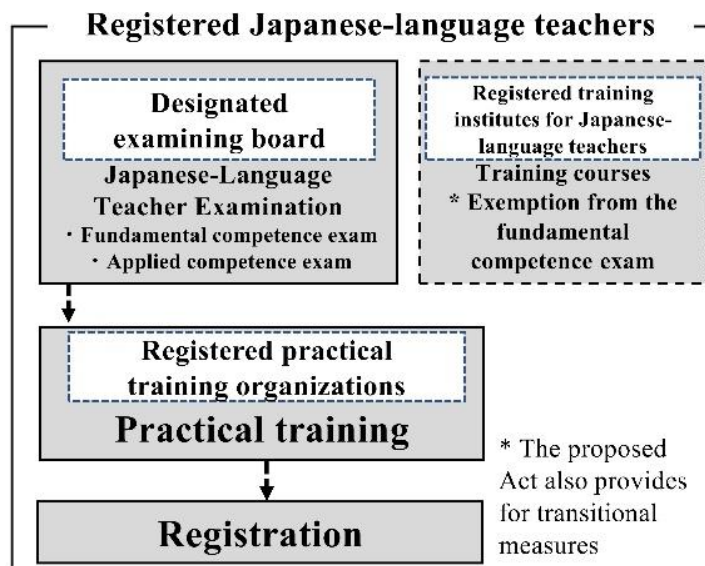 Registered Japanese-language teachers
Designated
examining board
Japanese-Language
Teacher Examination
・Fundamental competence exam
・Applied competence exam
Registered training
institutes for Japanese-
language teachers
Training courses
* Exemption from the
fundamental
competence exam
Registered practical
training organizations
Practical training
* The proposed
Act also provides
for transitional
measures
Registration